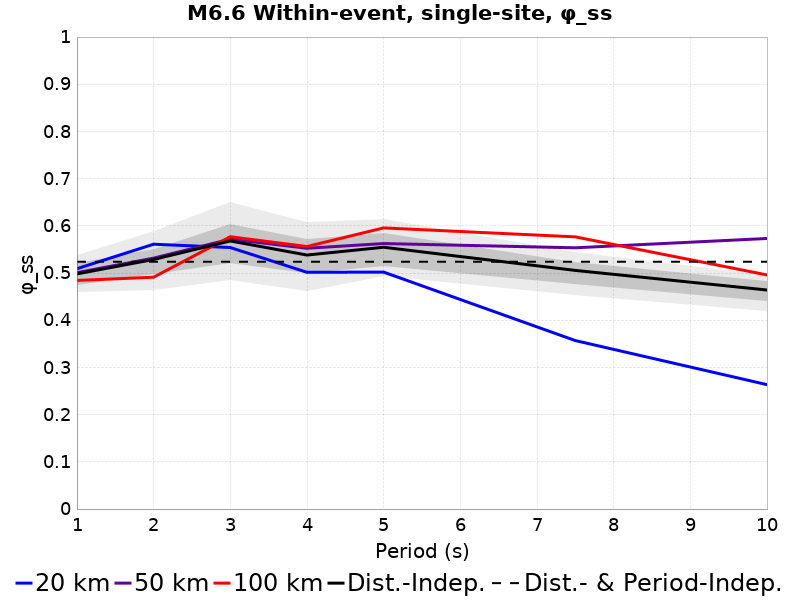 M6.6 Within-event, single-site, φ_ss
1
0.9
0.8
0.7
0.6
0.5
0.4
0.3
0.2
0.1
0
φ_ss
1 2 3 4 5 6 7 8 9 10
Period (s)
20 km 50 km 100 km Dist.-Indep. Dist.- & Period-Indep.